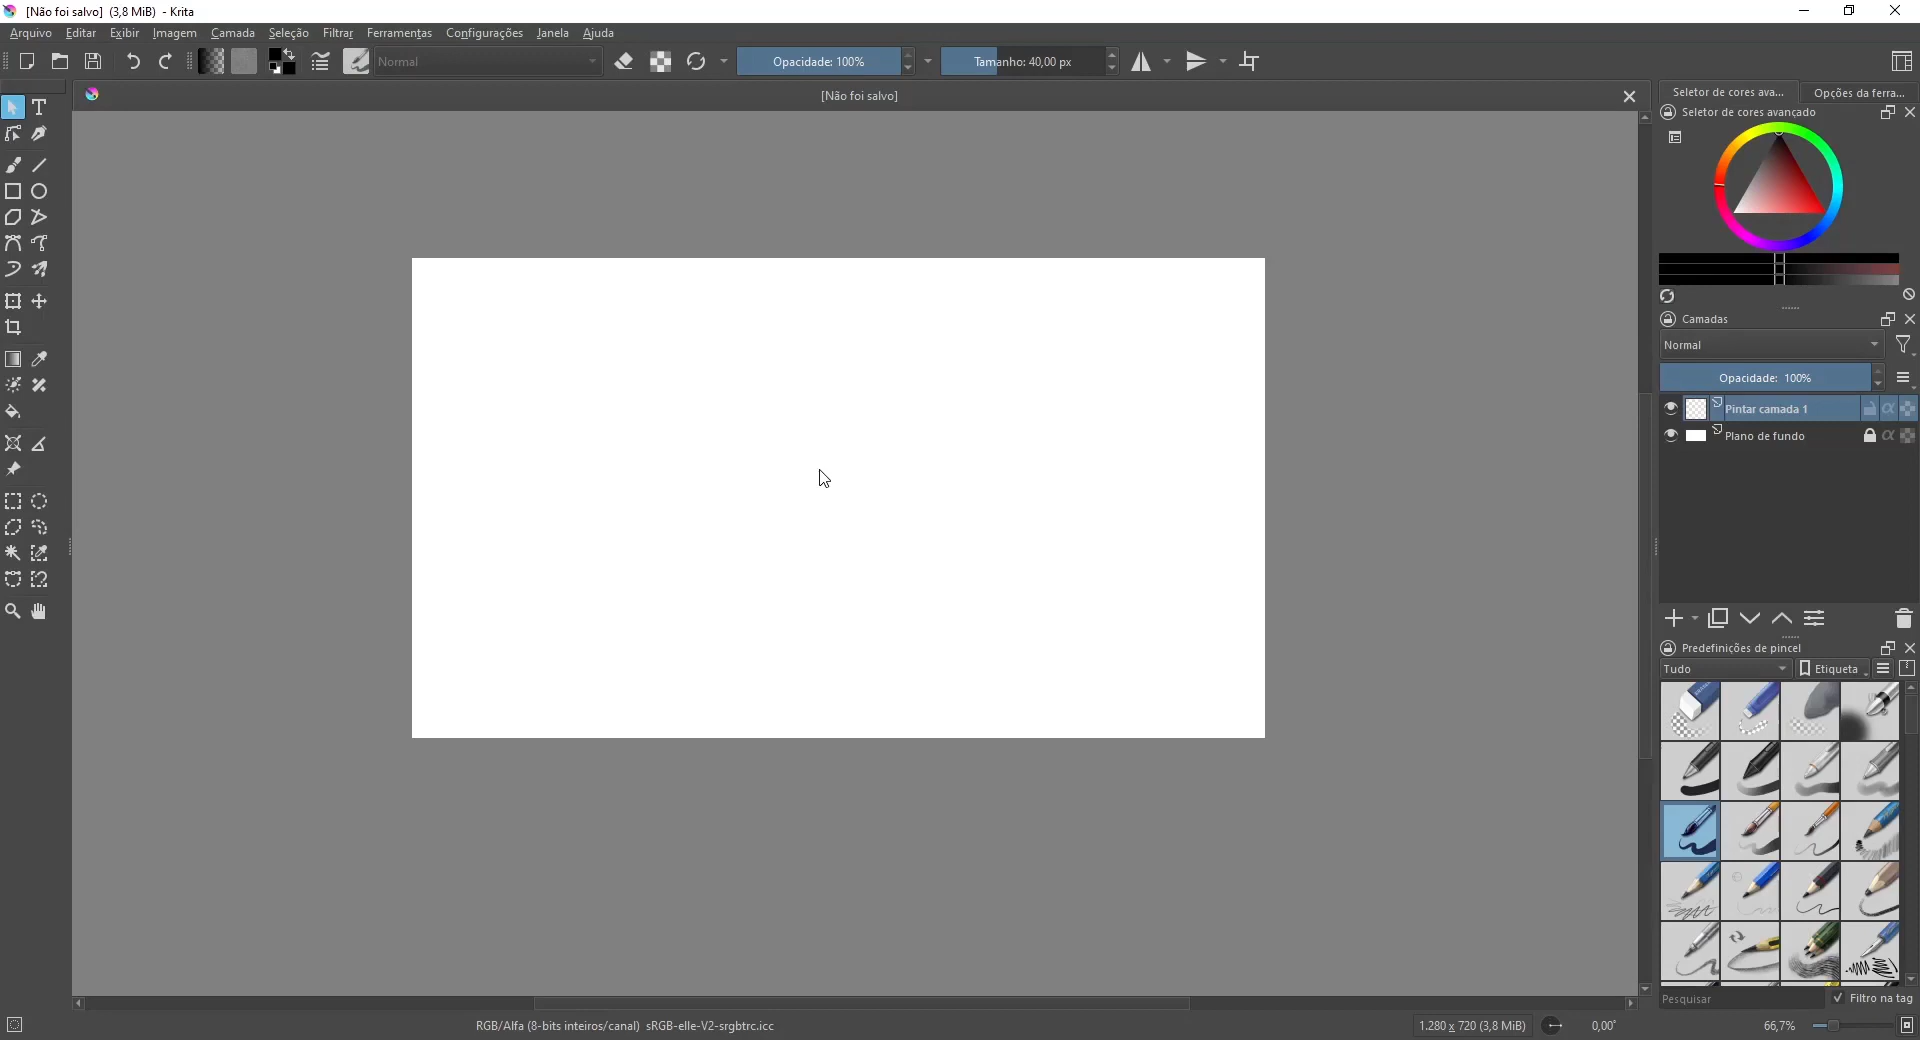 [Não foi salvo] (3,8 MiB) - Krita
Arquivo Editar Exibir Imagem Camada Seleção Filtrar Ferramentas Configurações Janela Ajuda
Normal
Opacidade: 100%
Tamanho: 40,00 px
[Não foi salvo]
Seletor de cores ava...
Opções da ferra...
Seletor de cores avançado
Camadas
Normal
Opacidade: 100%
Pintar camada 1
Plano de fundo
Predefinições de pincel
Tudo
Etiqueta
Pesquisar
Filtro na tag
RGB/Alfa (8-bits inteiros/canal) sRGB-elle-V2-srgbtrc.icc
1.280 x 720 (3,8 MiB)
0,00°
66,7%